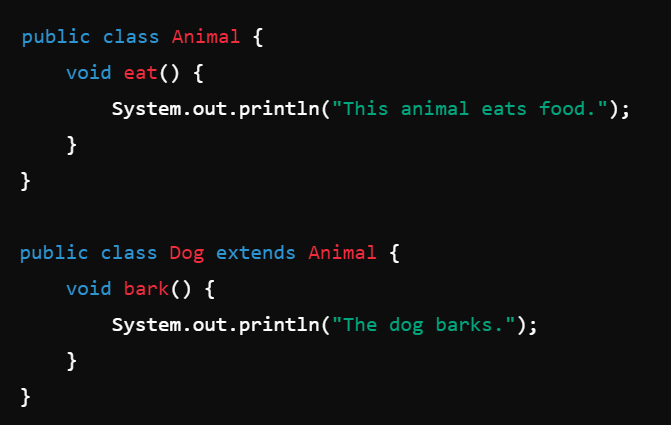 public class Animal {
    void eat() {
        System.out.println("This animal eats food.");
    }
}

public class Dog extends Animal {
    void bark() {
        System.out.println("The dog barks.");
    }
}